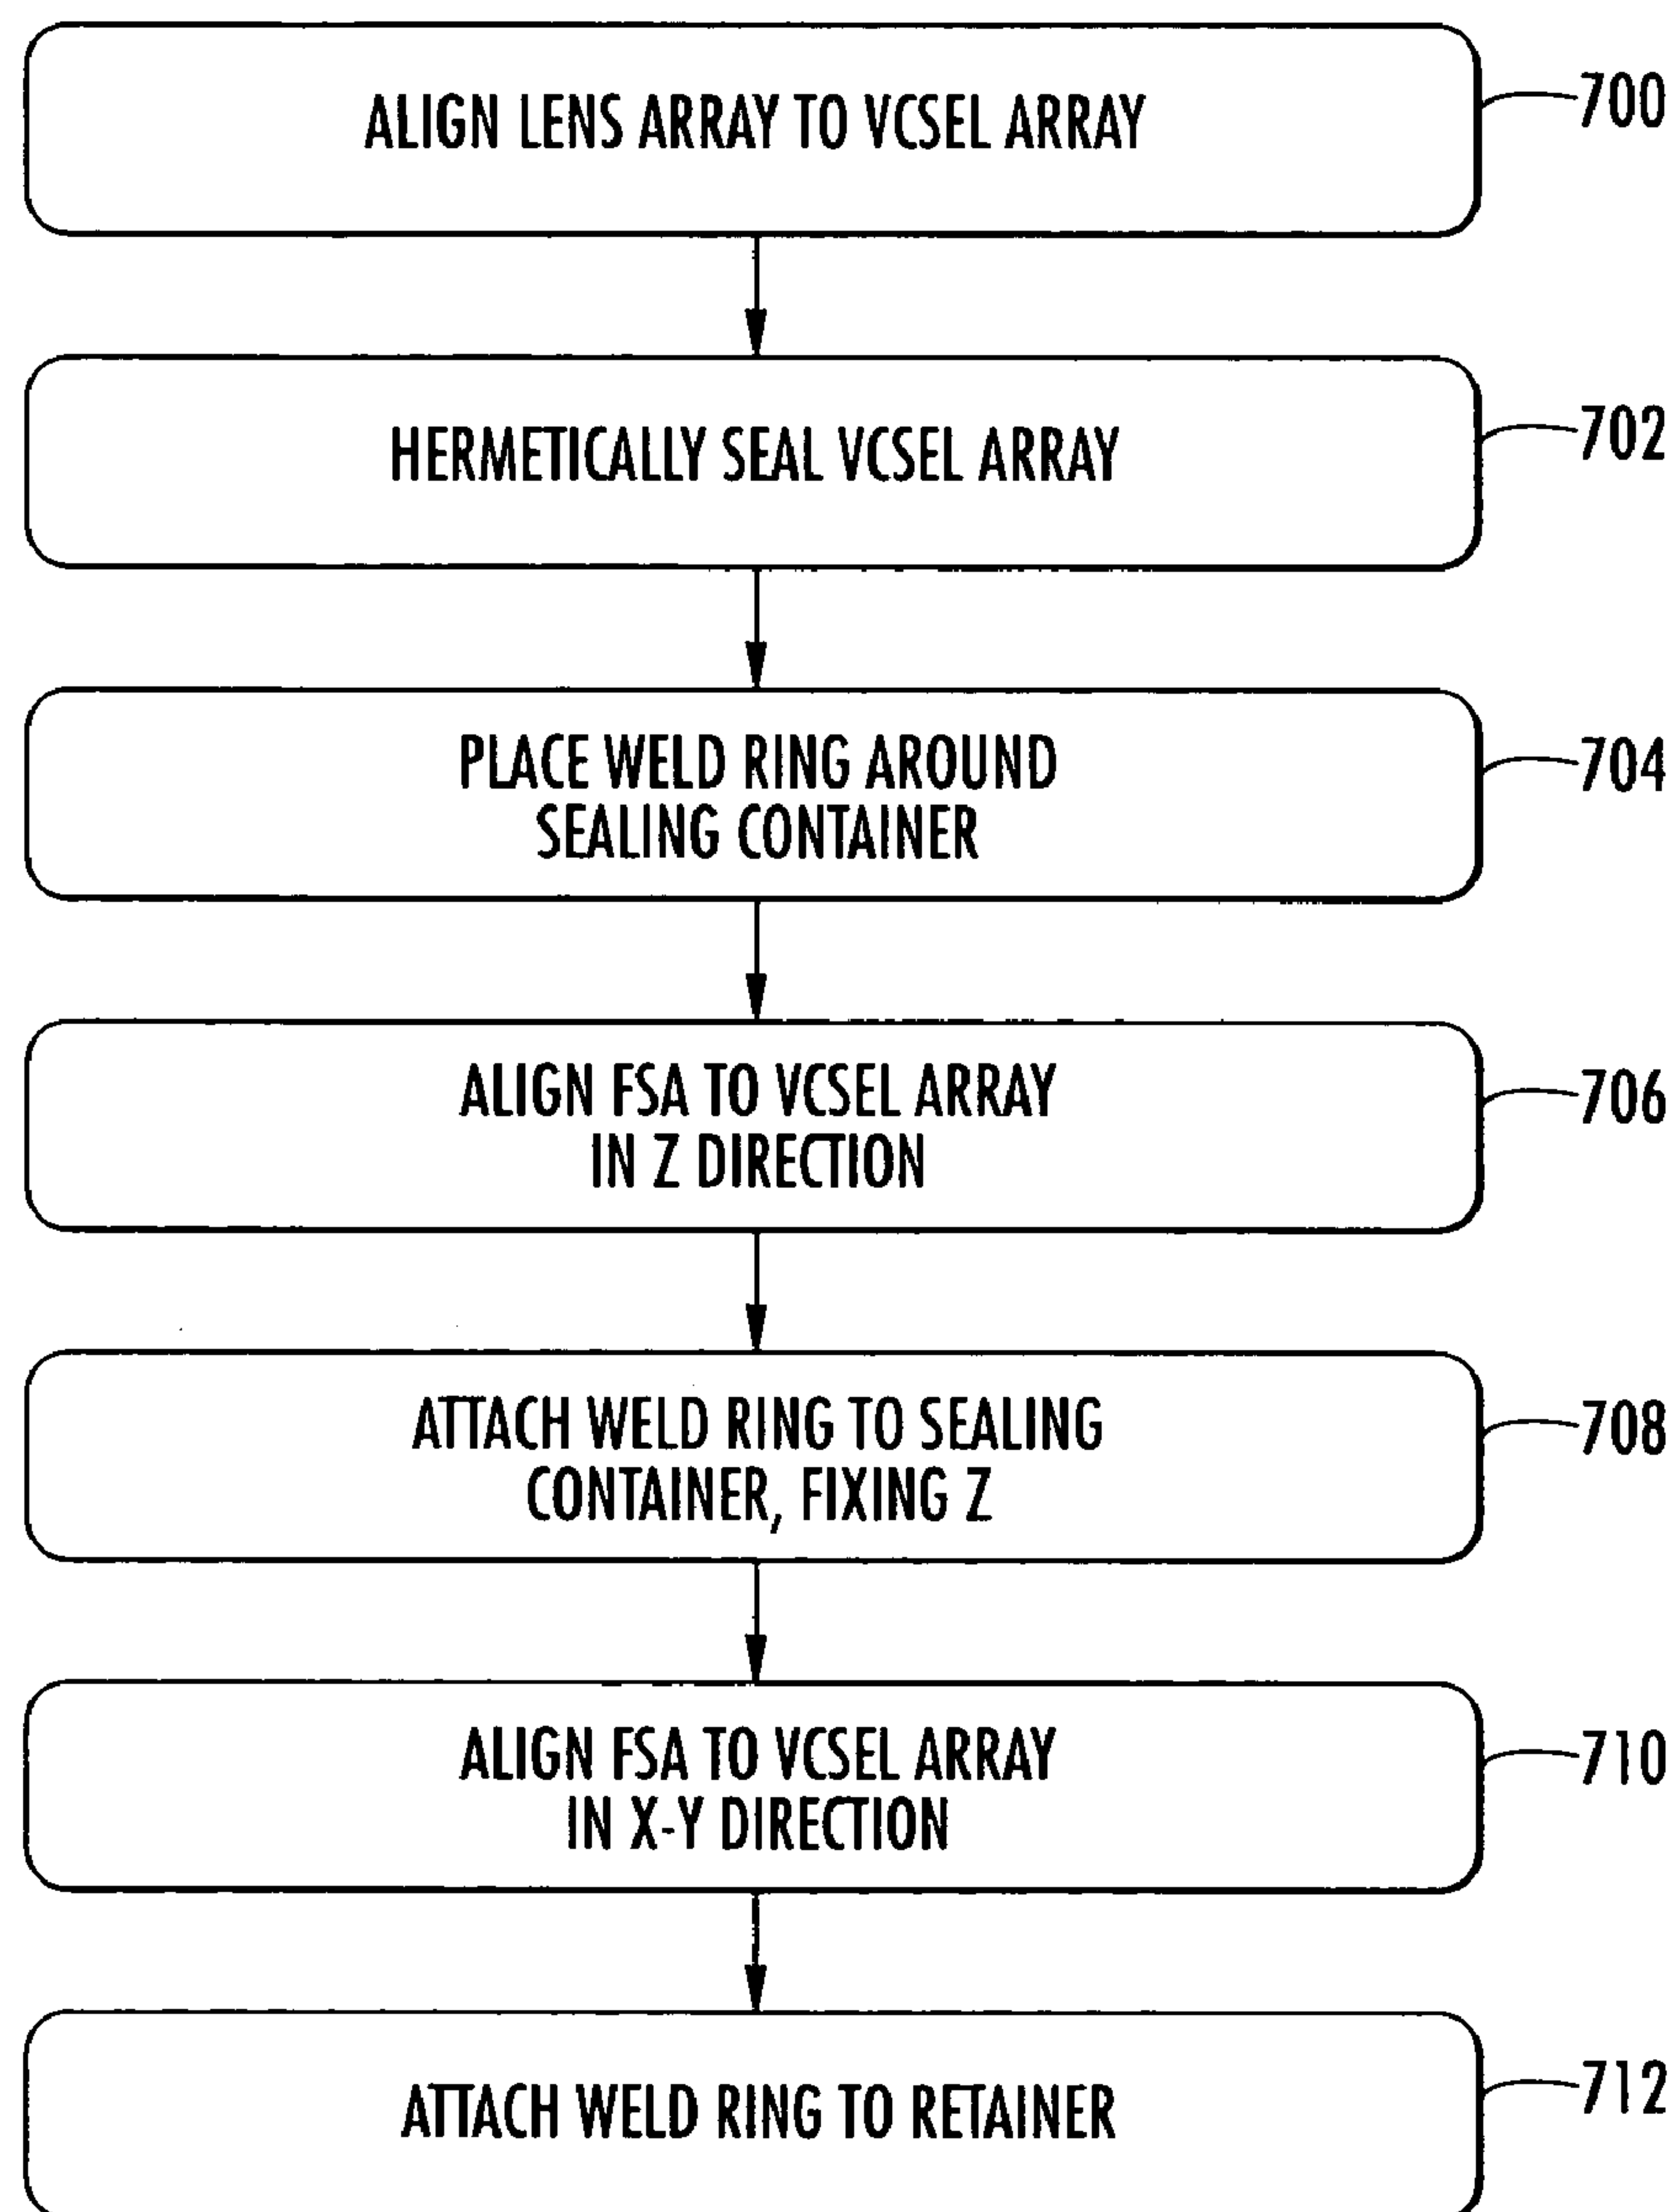 ALIGN LENS ARRAY TO VCSEL ARRAY
700
HERMETICALLY SEAL VCSEL ARRAY
702
PLACE WELD RING AROUND
SEALING CONTAINER
704
ALIGN FSA TO VCSEL ARRAY
IN Z DIRECTION
706
ATTACH WELD RING TO SEALING
CONTAINER, FIXING Z
708
ALIGN FSA TO VCSEL ARRAY
IN X-Y DIRECTION
710
ATTACH WELD RING TO RETAINER
712